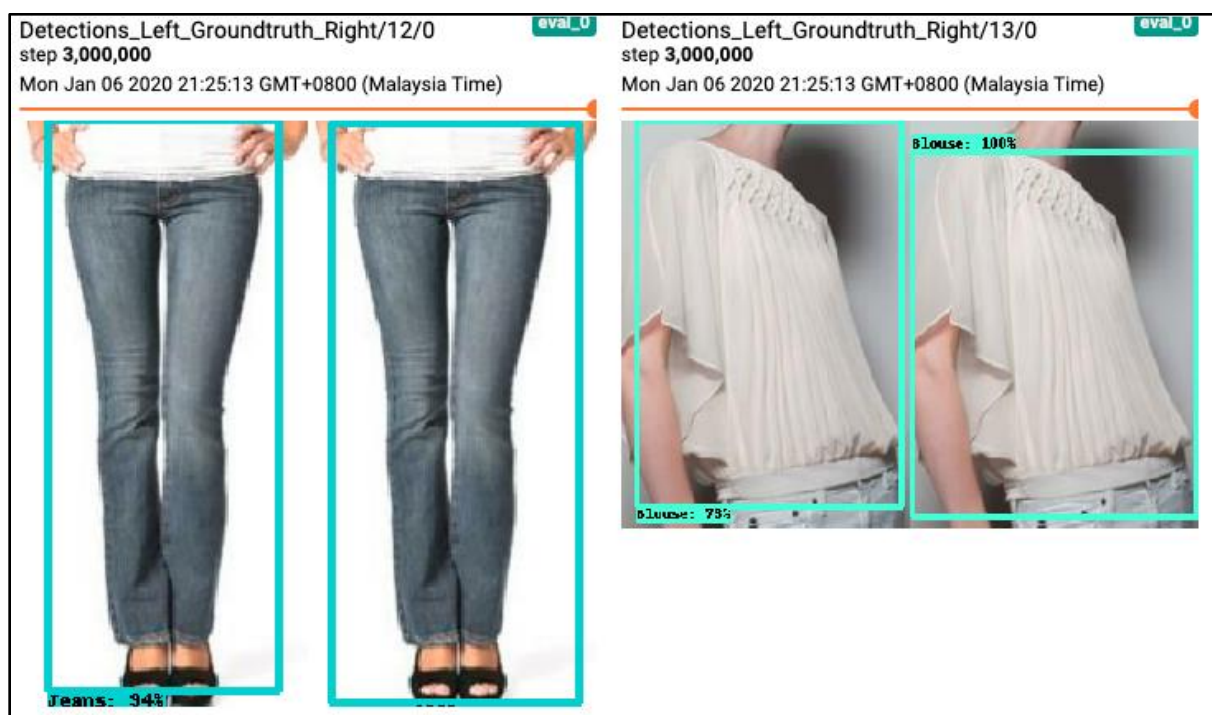 Detections_Left_Groundtruth_Right/12/0
eval_0
step 3,000,000
Mon Jan 06 2020 21:25:13 GMT+0800 (Malaysia Time)
Jeans: 94%
Detections_Left_Groundtruth_Right/13/0
eval_0
step 3,000,000
Mon Jan 06 2020 21:25:13 GMT+0800 (Malaysia Time)
Blouse: 100%
Blouse: